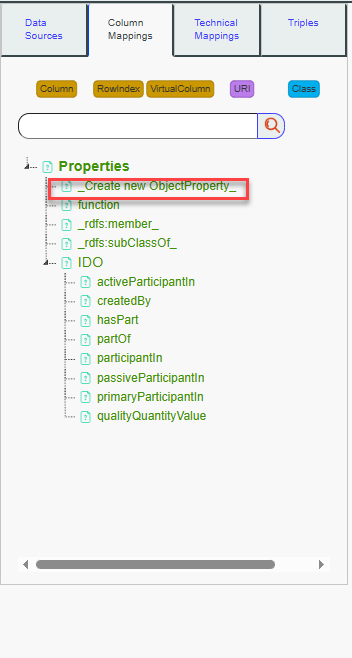 Data Sources
Column Mappings
Technical Mappings
Triples
Column RowIndex VirtualColumn URI Class
Properties
_Create new ObjectProperty_
function
_rdfs:member_
_rdfs:subClassOf_
IDO
activeParticipantIn
createdBy
hasPart
partOf
participantIn
passiveParticipantIn
primaryParticipantIn
qualityQuantityValue